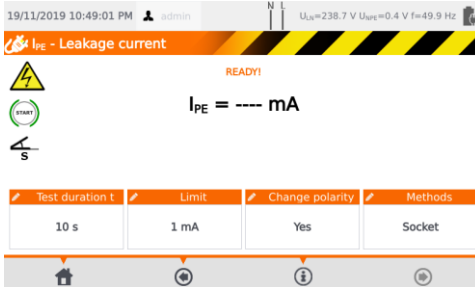 19/11/2019 10:49:01 PM admin N L U_LN=238.7 V U_NPE=0.4 V f=49.9 Hz
I_PE - Leakage current
READY!
I_PE = ---- mA
START
S
Test duration t Limit Change polarity Methods
10 s 1 mA Yes Socket